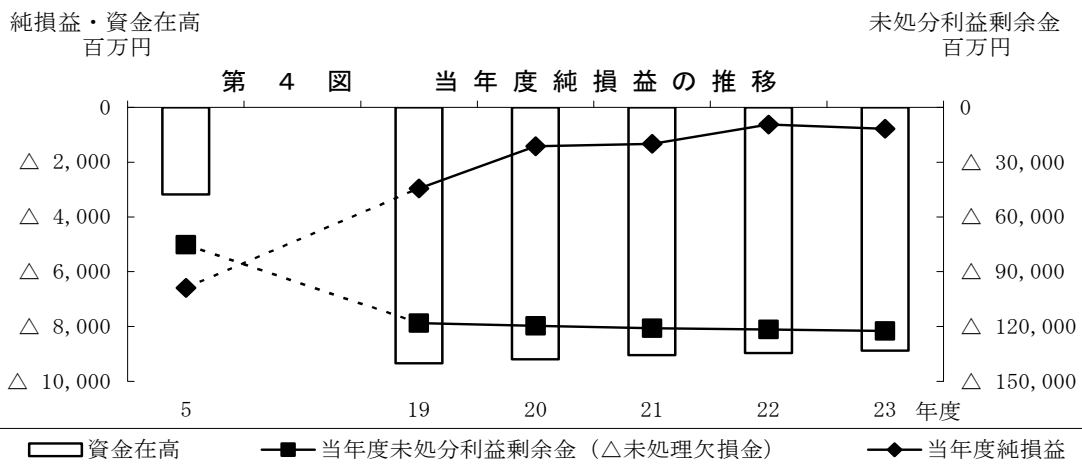 純損益・資金在高
百万円
未処分利益剰余金
百万円
第 4 図 当年度純損益の推移
0
△ 2,000
△ 4,000
△ 6,000
△ 8,000
△ 10,000
0
△ 30,000
△ 60,000
△ 90,000
△ 120,000
△ 150,000
5 19 20 21 22 23 年度
資金在高 当年度未処分利益剰余金（△未処理欠損金） 当年度純損益